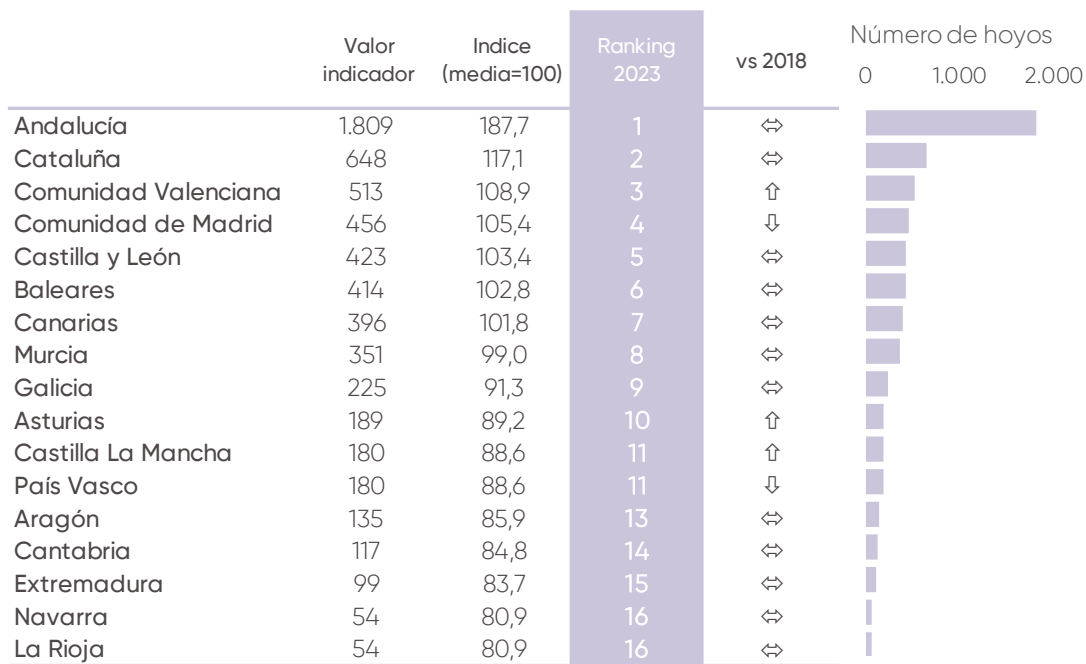 Valor indicador Indice (media=100) Ranking 2023 vs 2018 Número de hoyos
0 1.000 2.000
Andalucía 1.809 187,7 1 ⬄
Cataluña 648 117,1 2 ⬄
Comunidad Valenciana 513 108,9 3 ⇧
Comunidad de Madrid 456 105,4 4 ⇩
Castilla y León 423 103,4 5 ⬄
Baleares 414 102,8 6 ⬄
Canarias 396 101,8 7 ⬄
Murcia 351 99,0 8 ⬄
Galicia 225 91,3 9 ⬄
Asturias 189 89,2 10 ⇧
Castilla La Mancha 180 88,6 11 ⇧
País Vasco 180 88,6 11 ⇩
Aragón 135 85,9 13 ⬄
Cantabria 117 84,8 14 ⬄
Extremadura 99 83,7 15 ⬄
Navarra 54 80,9 16 ⬄
La Rioja 54 80,9 16 ⬄